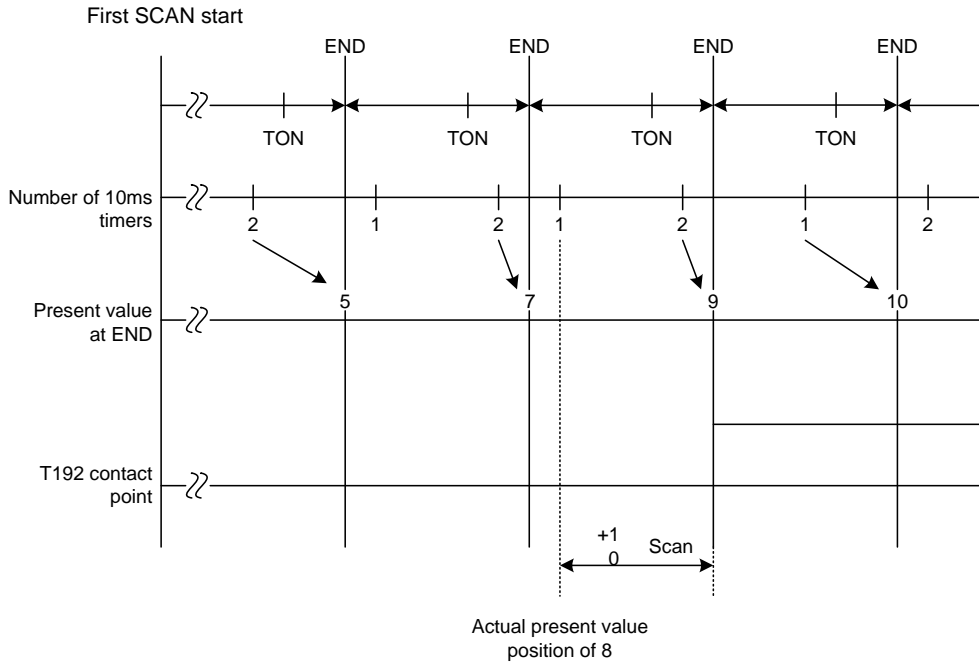 First SCAN start
END END END END
TON TON TON TON
Number of 10ms
timers
2 1 2 1 2 1 2
5 7 9 10
Present value
at END
T192 contact
point
+1
0 Scan
Actual present value
position of 8